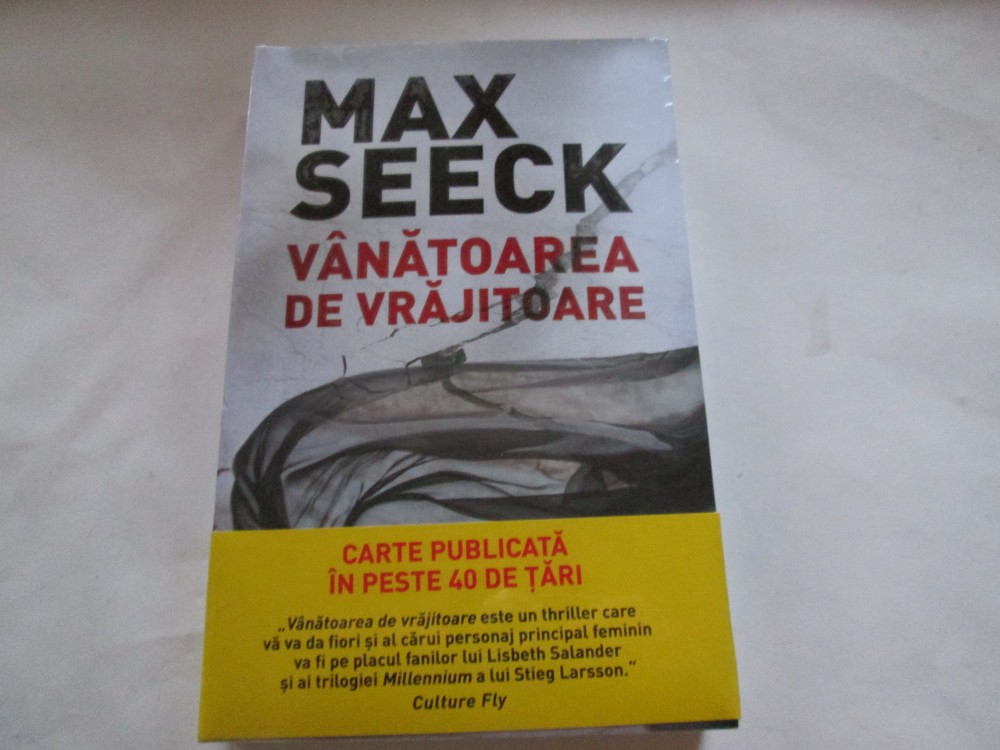 MAX
SEECK
VÂNĂTOAREA
DE VRĂJITOARE
CARTE PUBLICATĂ
ÎN PESTE 40 DE ȚĂRI
„Vânătoarea de vrăjitoare este un thriller care
vă va da fiori și al cărui personaj principal feminin
va fi pe placul fanilor lui Lisbeth Salander
și ai trilogiei Millennium a lui Stieg Larsson.“
Culture Fly